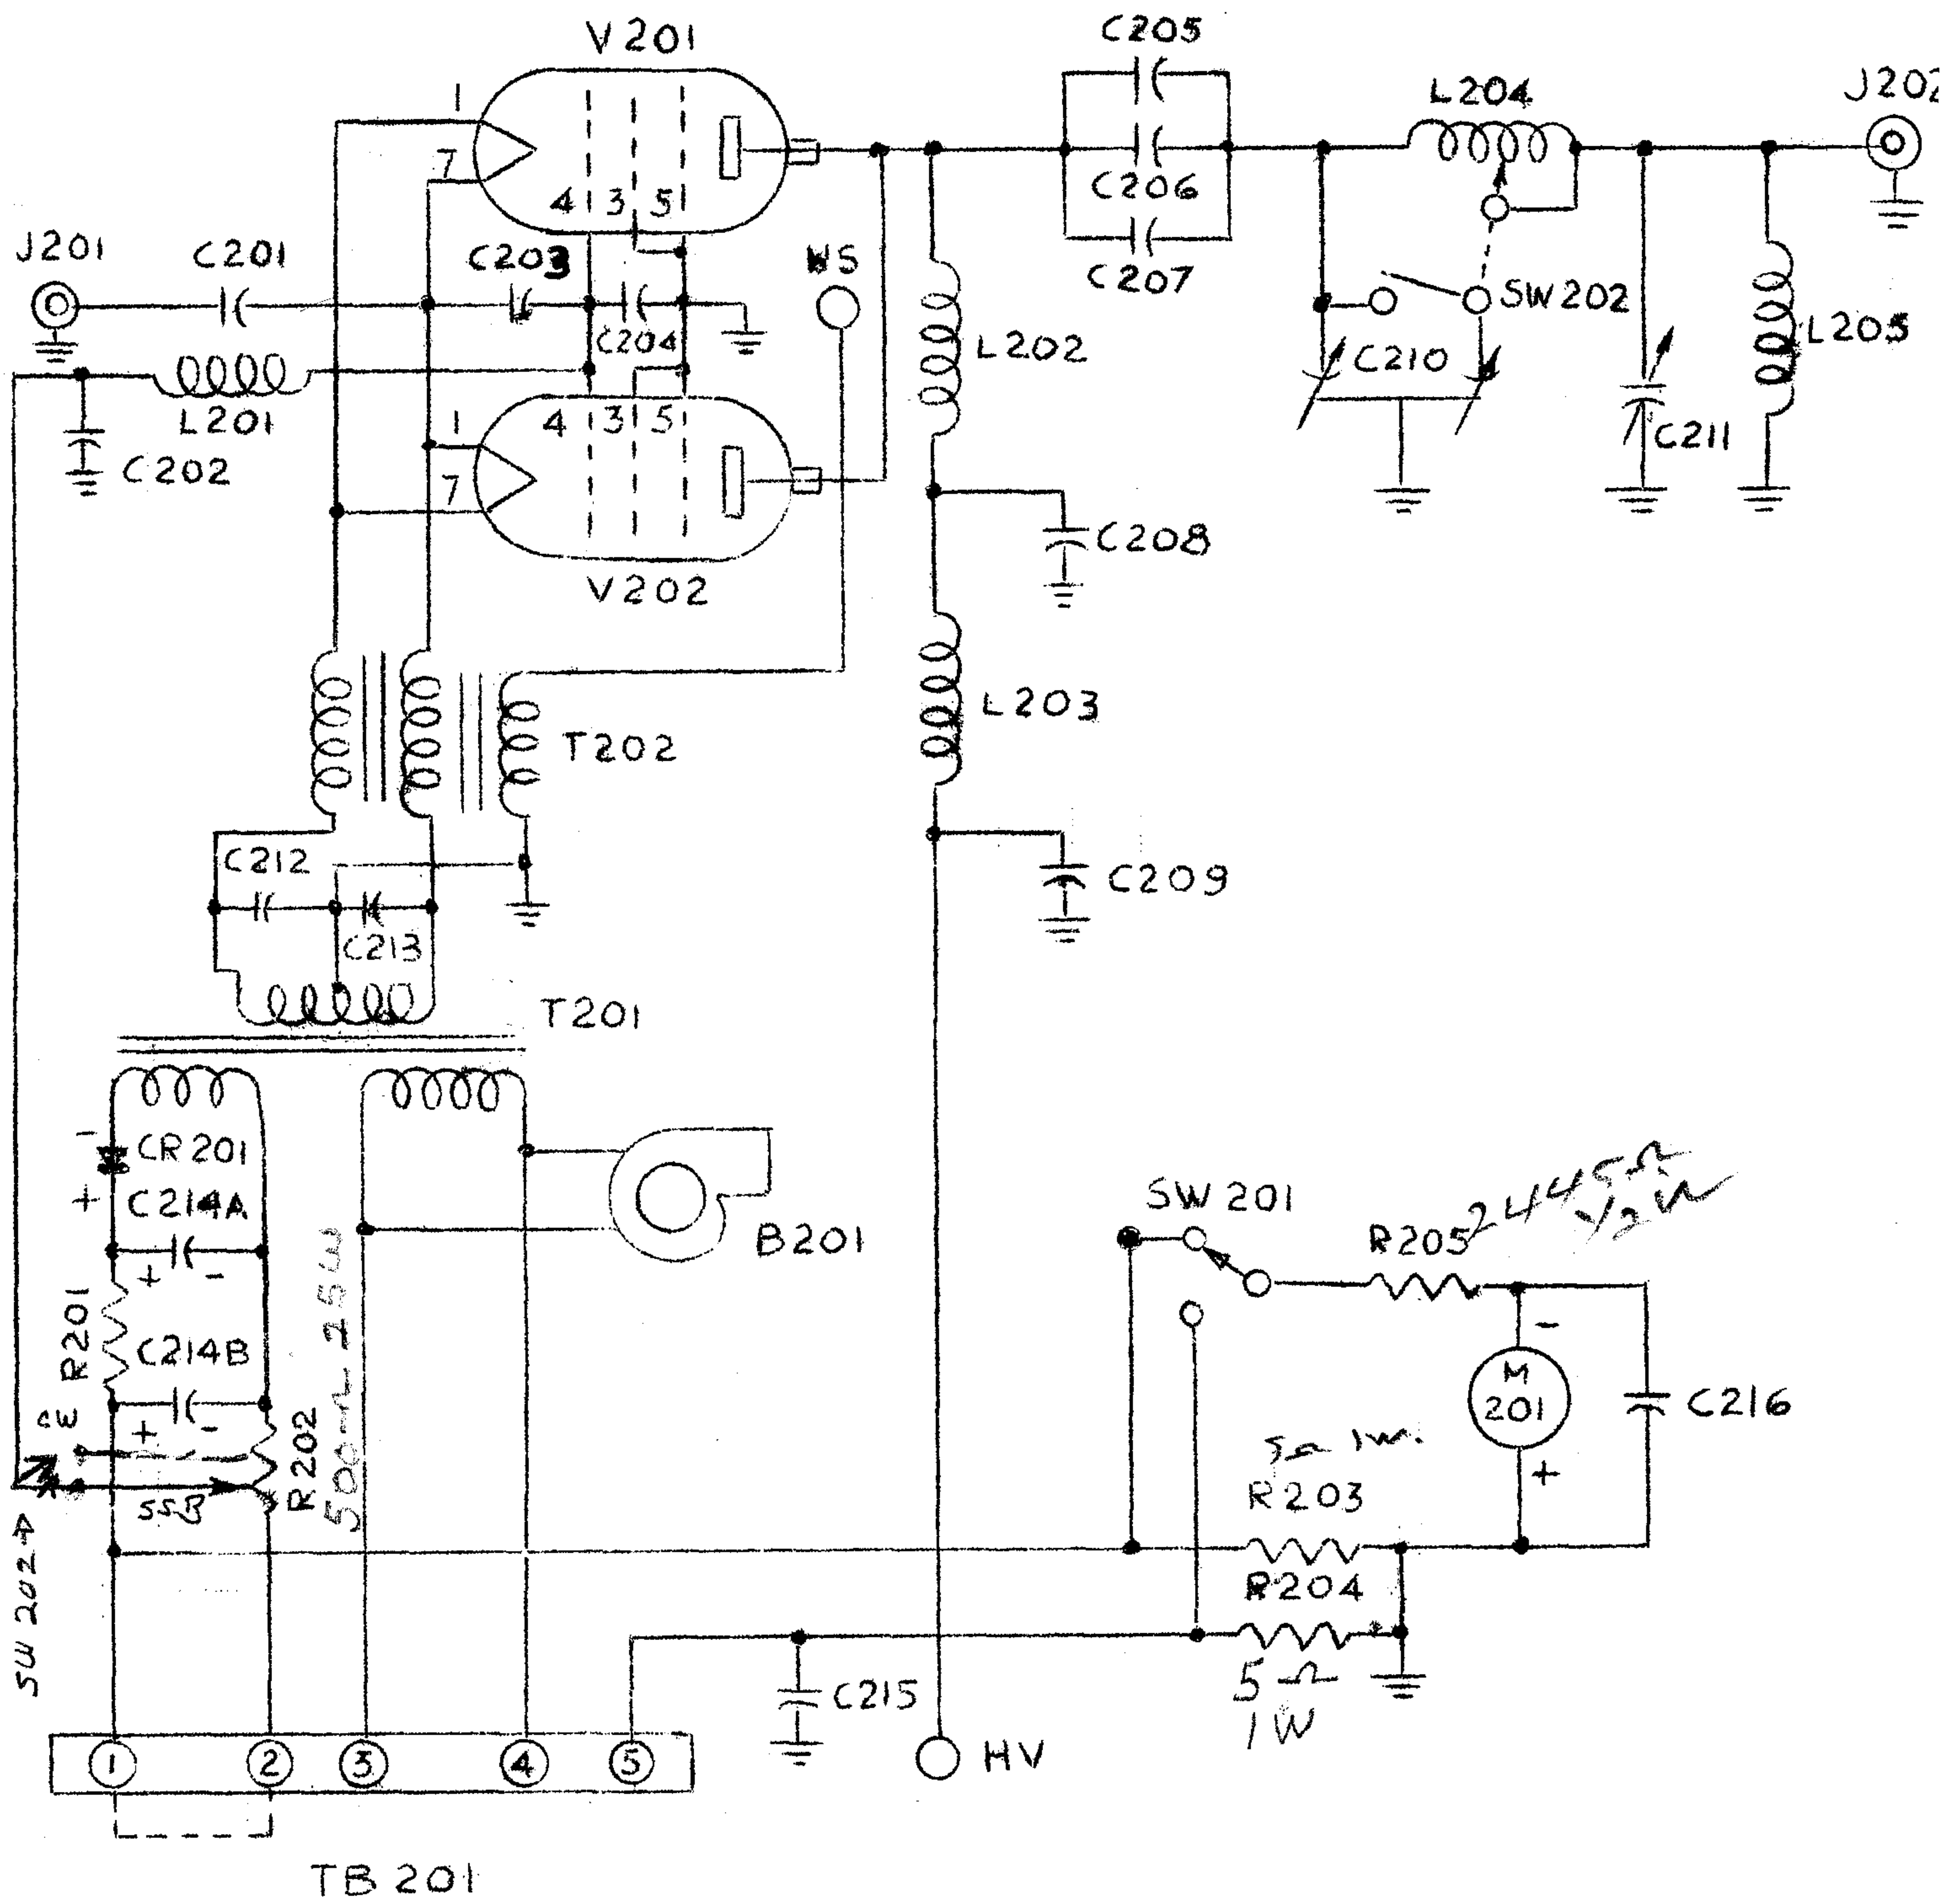 V201
C205
L204
J202
1
7
4 3 5
C206
J201
C201
C203
W5
C207
SW202
C204
L202
C210
L205
L201
1
4 3 5
C211
C202
7
C208
V202
L203
T202
C212
C209
C213
T201
-
CR201
+
C214A
B201
SW201
R205
2445Ω
1/2W
+ -
R201
C214B
500Ω 25W
-
M
201
C216
+ -
R202
+
SSB
1W.
R203
SW202→
R204
5Ω
1W
C215
1 2 3 4 5
HV
TB201